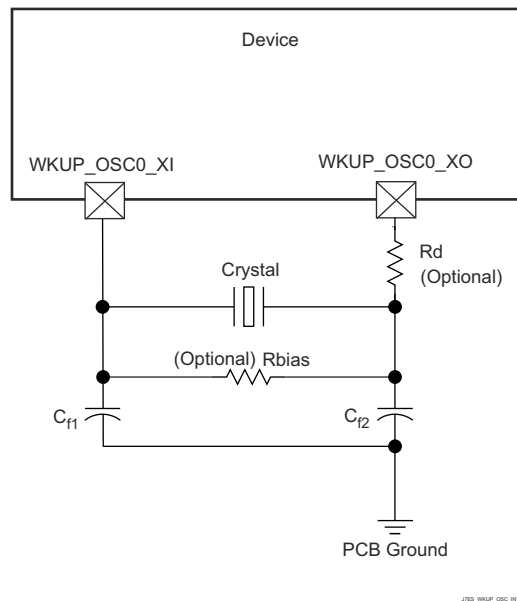 Device
WKUP_OSC0_XI
WKUP_OSC0_XO
Rd
(Optional)
Crystal
(Optional) Rbias
Cf1
Cf2
PCB Ground